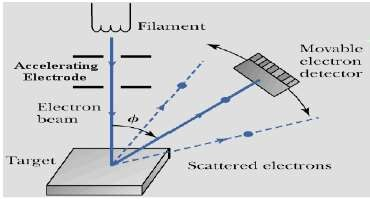 Filament
Movable
electron
detector
Accelerating
Electrode
Electron
beam
ϕ
Target
Scattered electrons